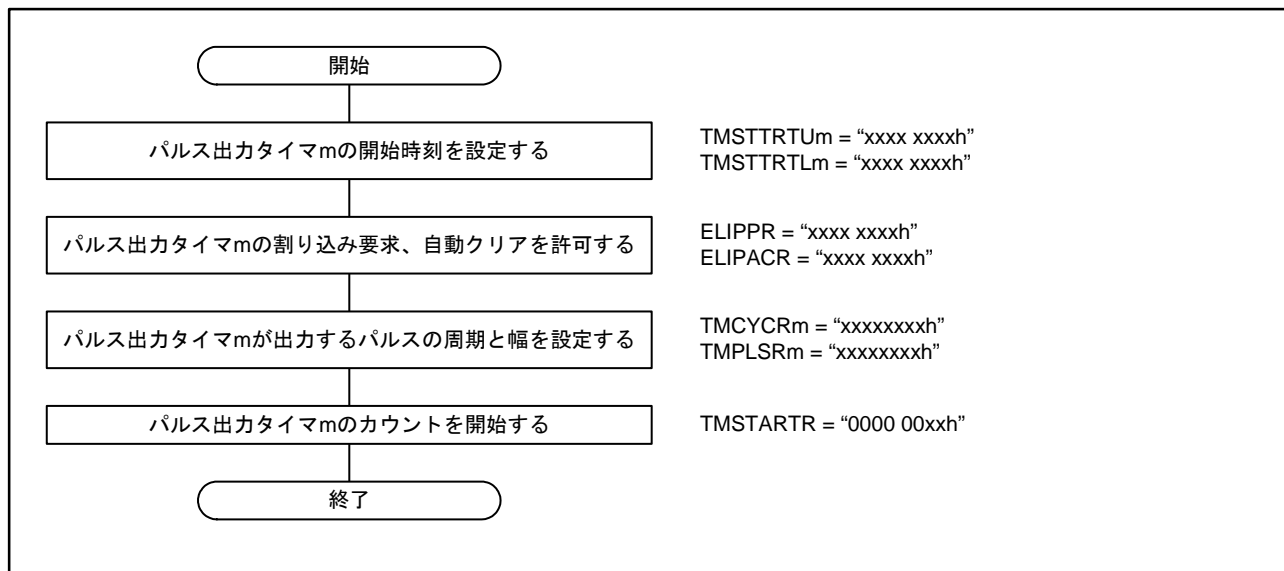 開始
パルス出力タイマmの開始時刻を設定する
TMSTTRTUm = “xxxx xxxxh”
TMSTTRTLm = “xxxx xxxxh”
パルス出力タイマmの割り込み要求、自動クリアを許可する
ELIPPR = “xxxx xxxxh”
ELIPACR = “xxxx xxxxh”
パルス出力タイマmが出力するパルスの周期と幅を設定する
TMCYCRm = “xxxxxxxxh”
TMPLSRm = “xxxxxxxxh”
パルス出力タイマmのカウントを開始する
TMSTARTR = “0000 00xxh”
終了